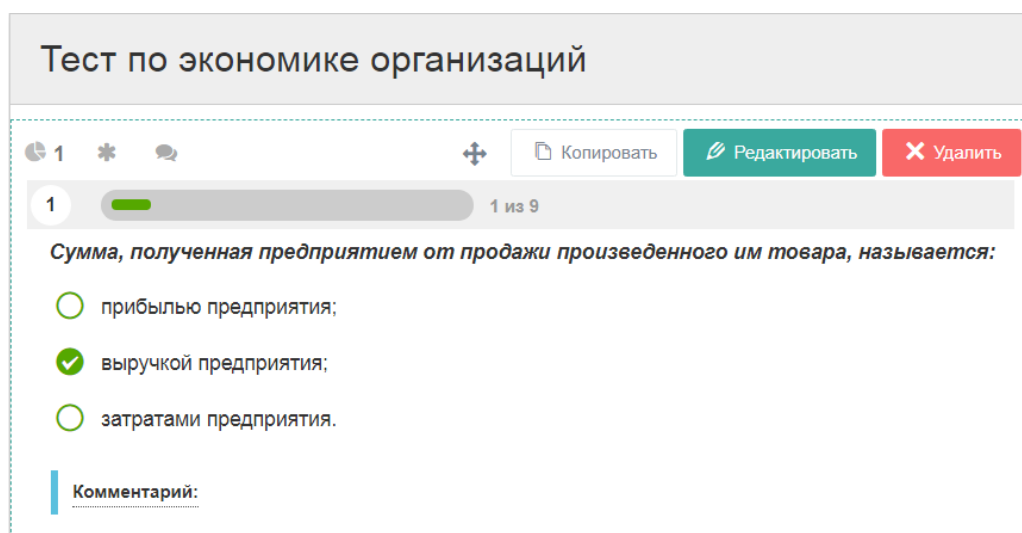 Тест по экономике организаций
1 Копировать Редактировать Удалить
1 1 из 9
Сумма, полученная предприятием от продажи произведенного им товара, называется:
прибылью предприятия;
выручкой предприятия;
затратами предприятия.
Комментарий: